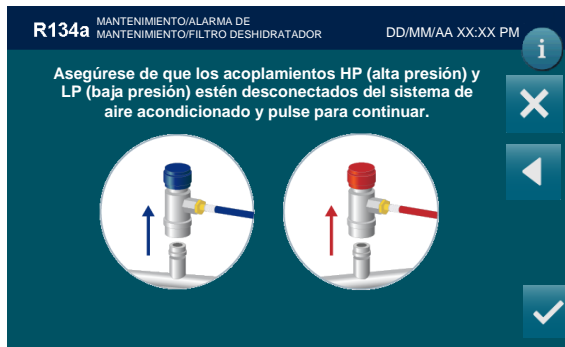 R134a
MANTENIMIENTO/ALARMA DE
MANTENIMIENTO/FILTRO DESHIDRATADOR
DD/MM/AA XX:XX PM
i
Asegúrese de que los acoplamientos HP (alta presión) y
LP (baja presión) estén desconectados del sistema de
aire acondicionado y pulse para continuar.